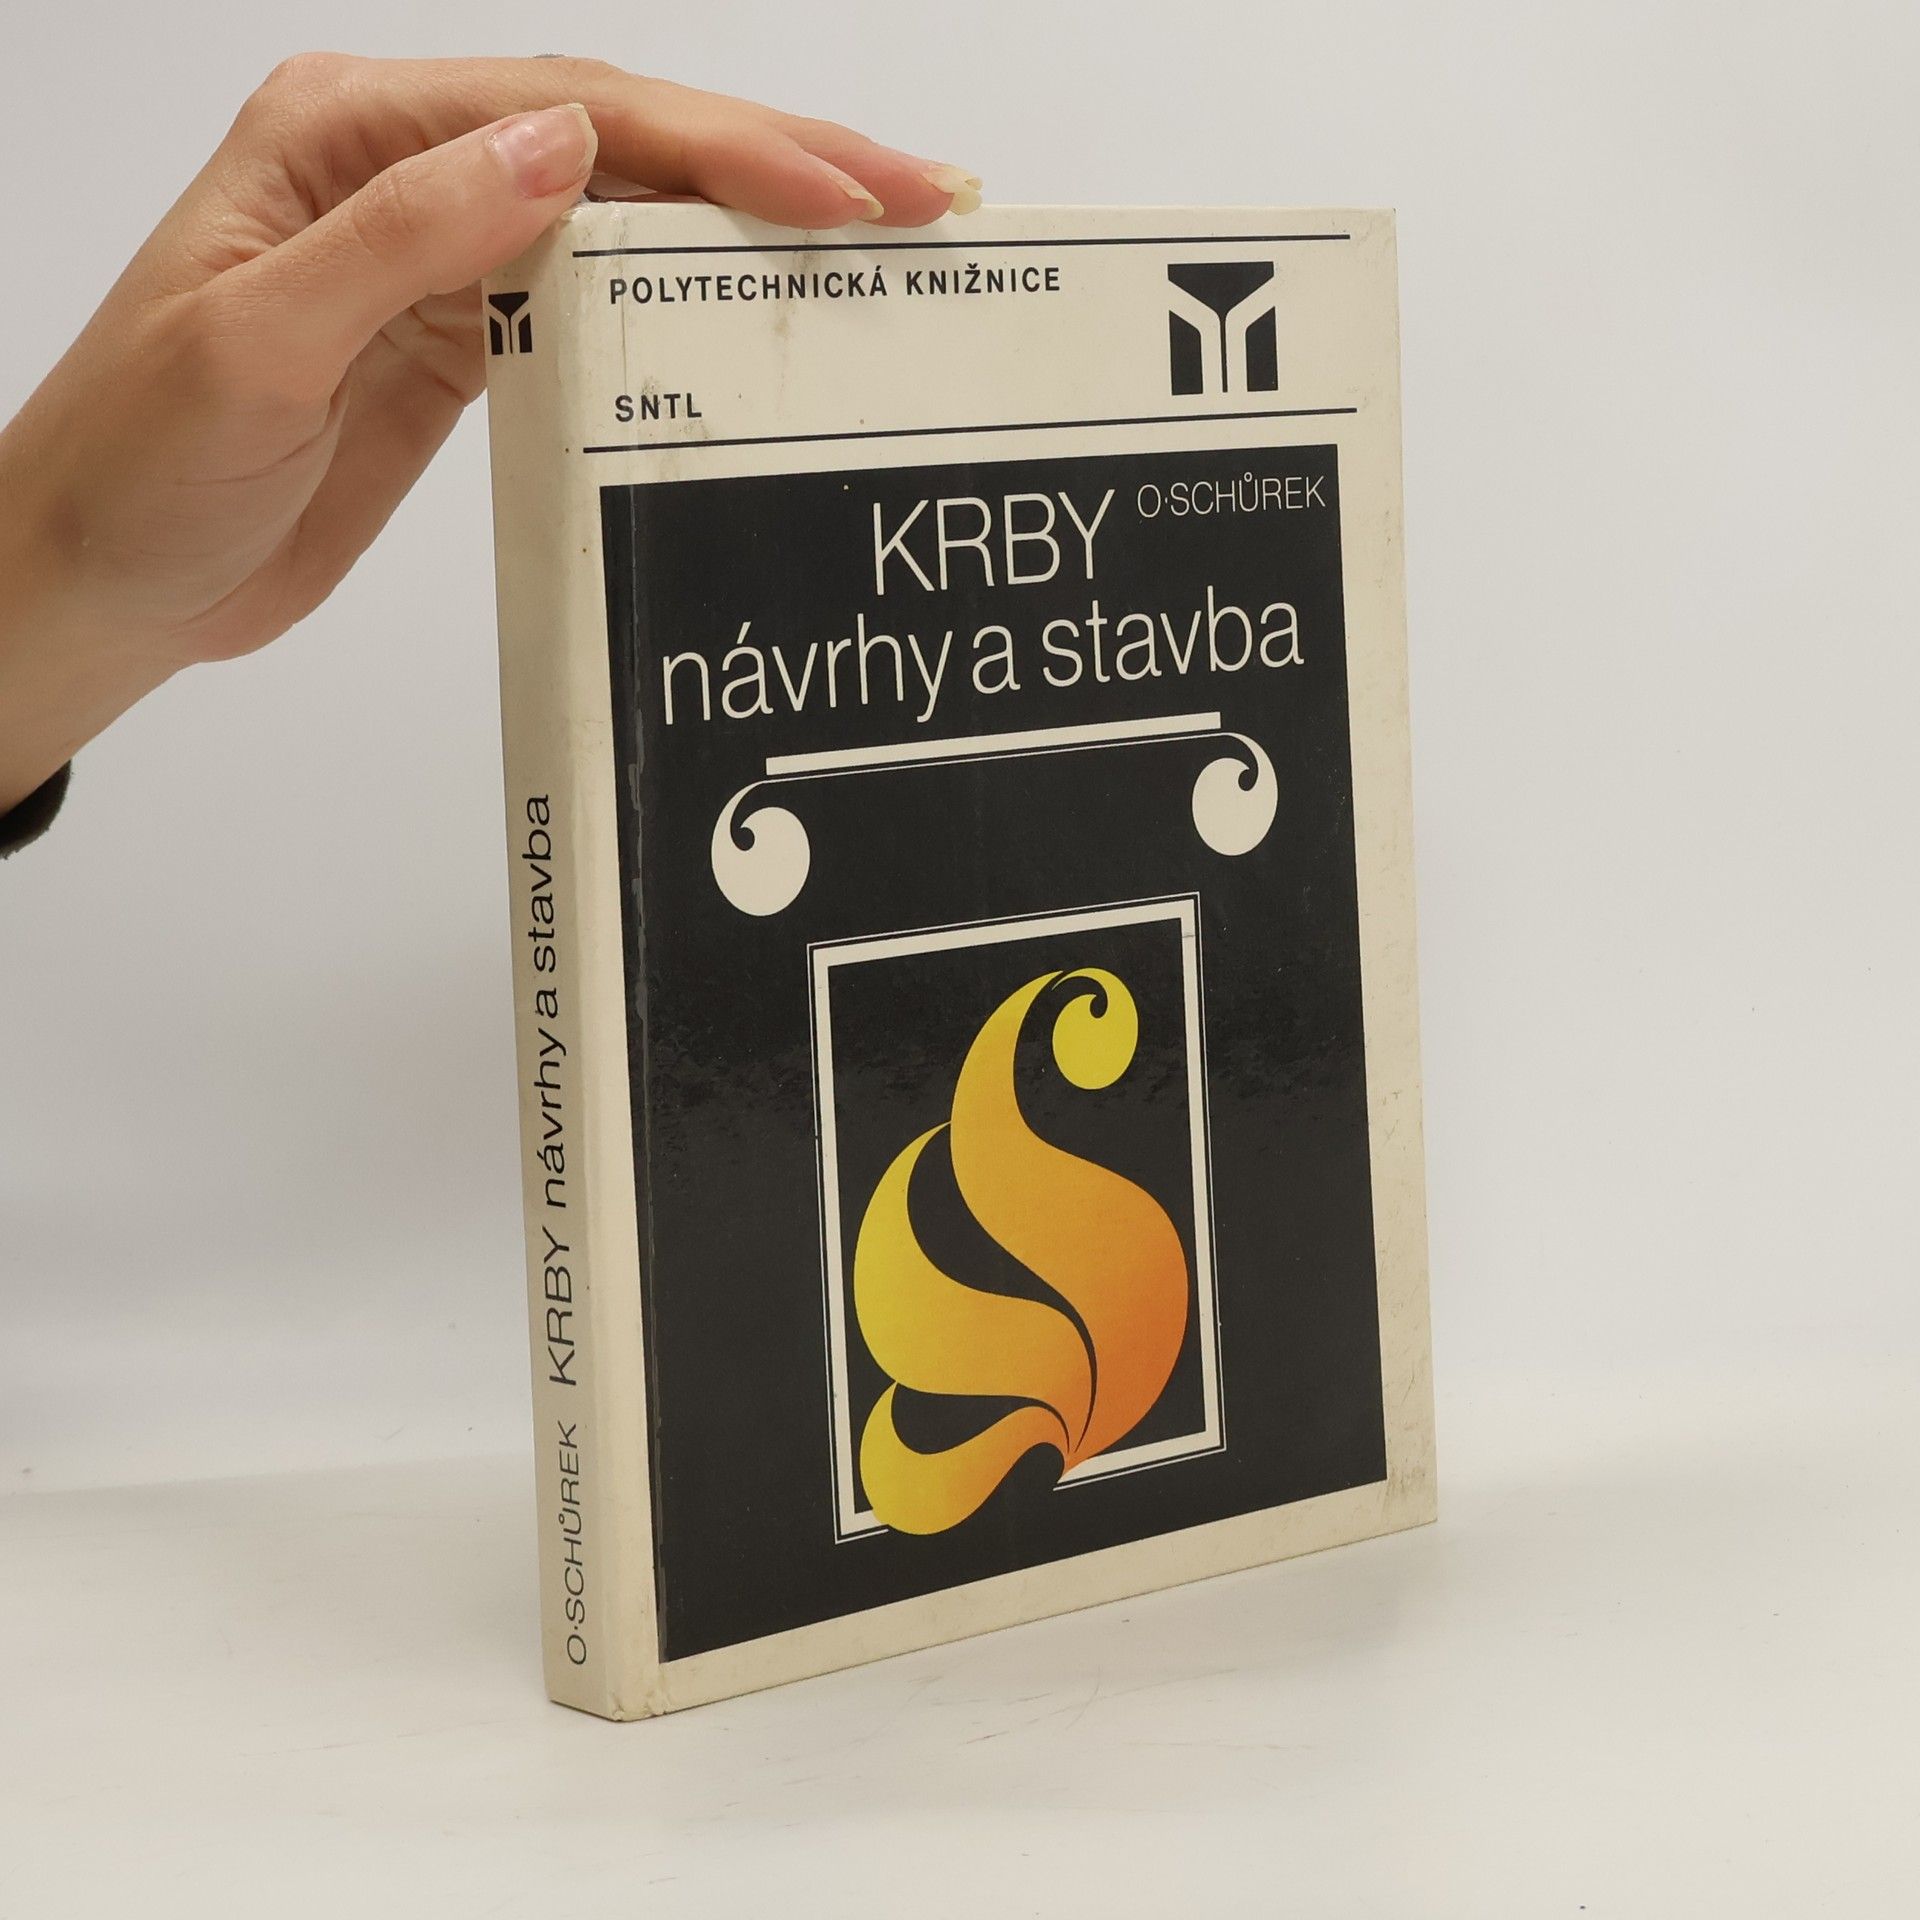 POLYTECHNICKÁ KNIŽNICE
SNTL
KRBY O·SCHŮREK
návrhy a stavba
O·SCHŮREK KRBY návrhy a stavba